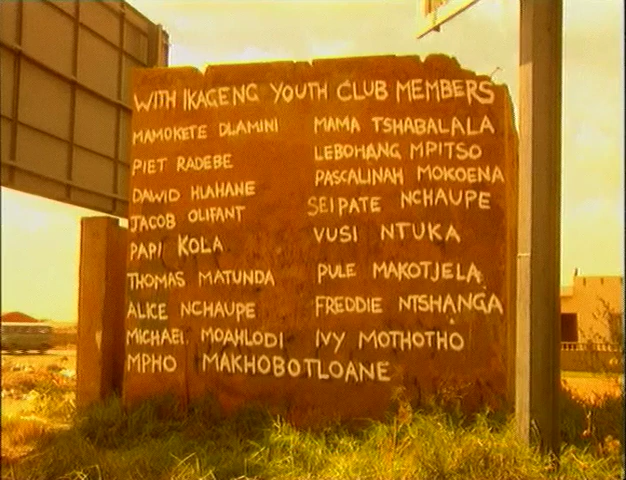 WITH IKAGENG YOUTH CLUB MEMBERS
MAMOKETE DLAMINI
PIET RADEBE
DAWID HLAHANE
JACOB OLIFANT
PAPI KOLA
THOMAS MATUNDA
ALICE NCHAUPE
MICHAEL MOAHLODI
MPHO MAKHOBOTLOANE
MAMA TSHABALALA
LEBOHANG MPITSO
PASCALINAH MOKOENA
SEIPATE NCHAUPE
VUSI NTUKA
PULE MAKOTJELA
FREDDIE NTSHANGA
IVY MOTHOTHO